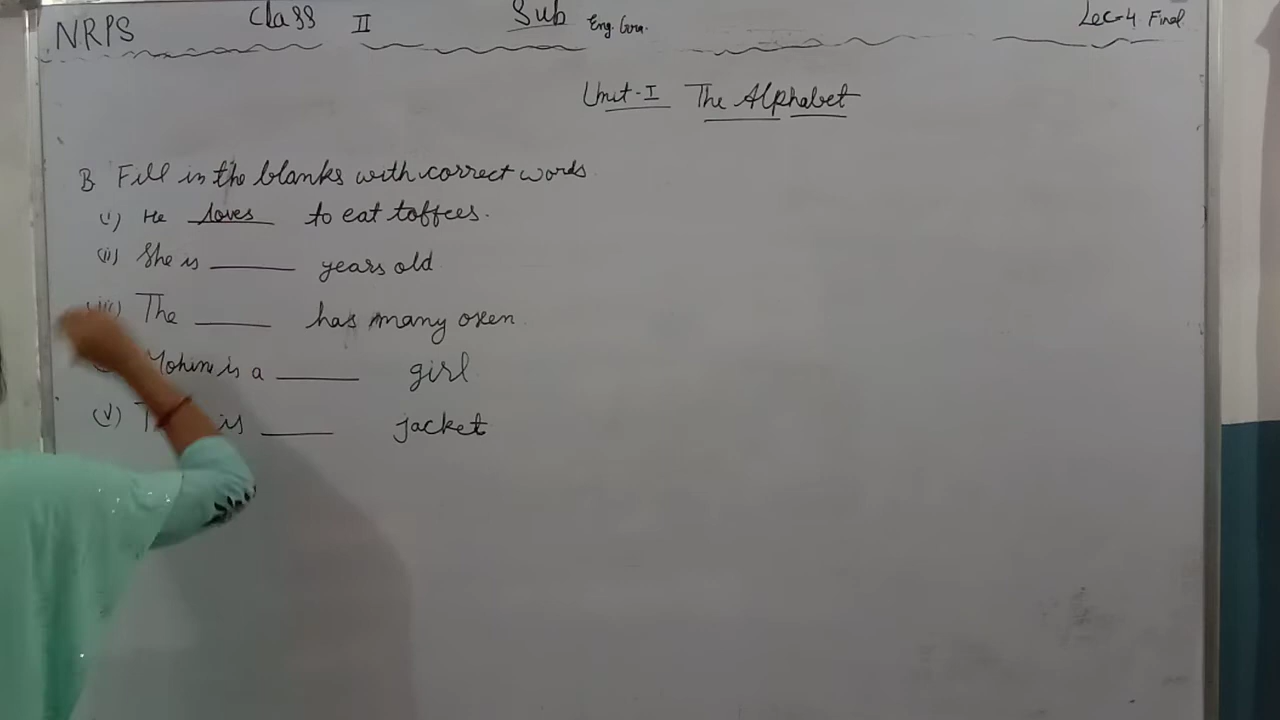 NRPS Class II Sub Eng. Gra. Lec-4 Final
Unit-I The Alphabet
B Fill in the blanks with correct words
(i) He loves to eat toffees.
(ii) She is ______ years old
The ______ has many oxen
Mohini is a ______ girl
(v) is ______ jacket